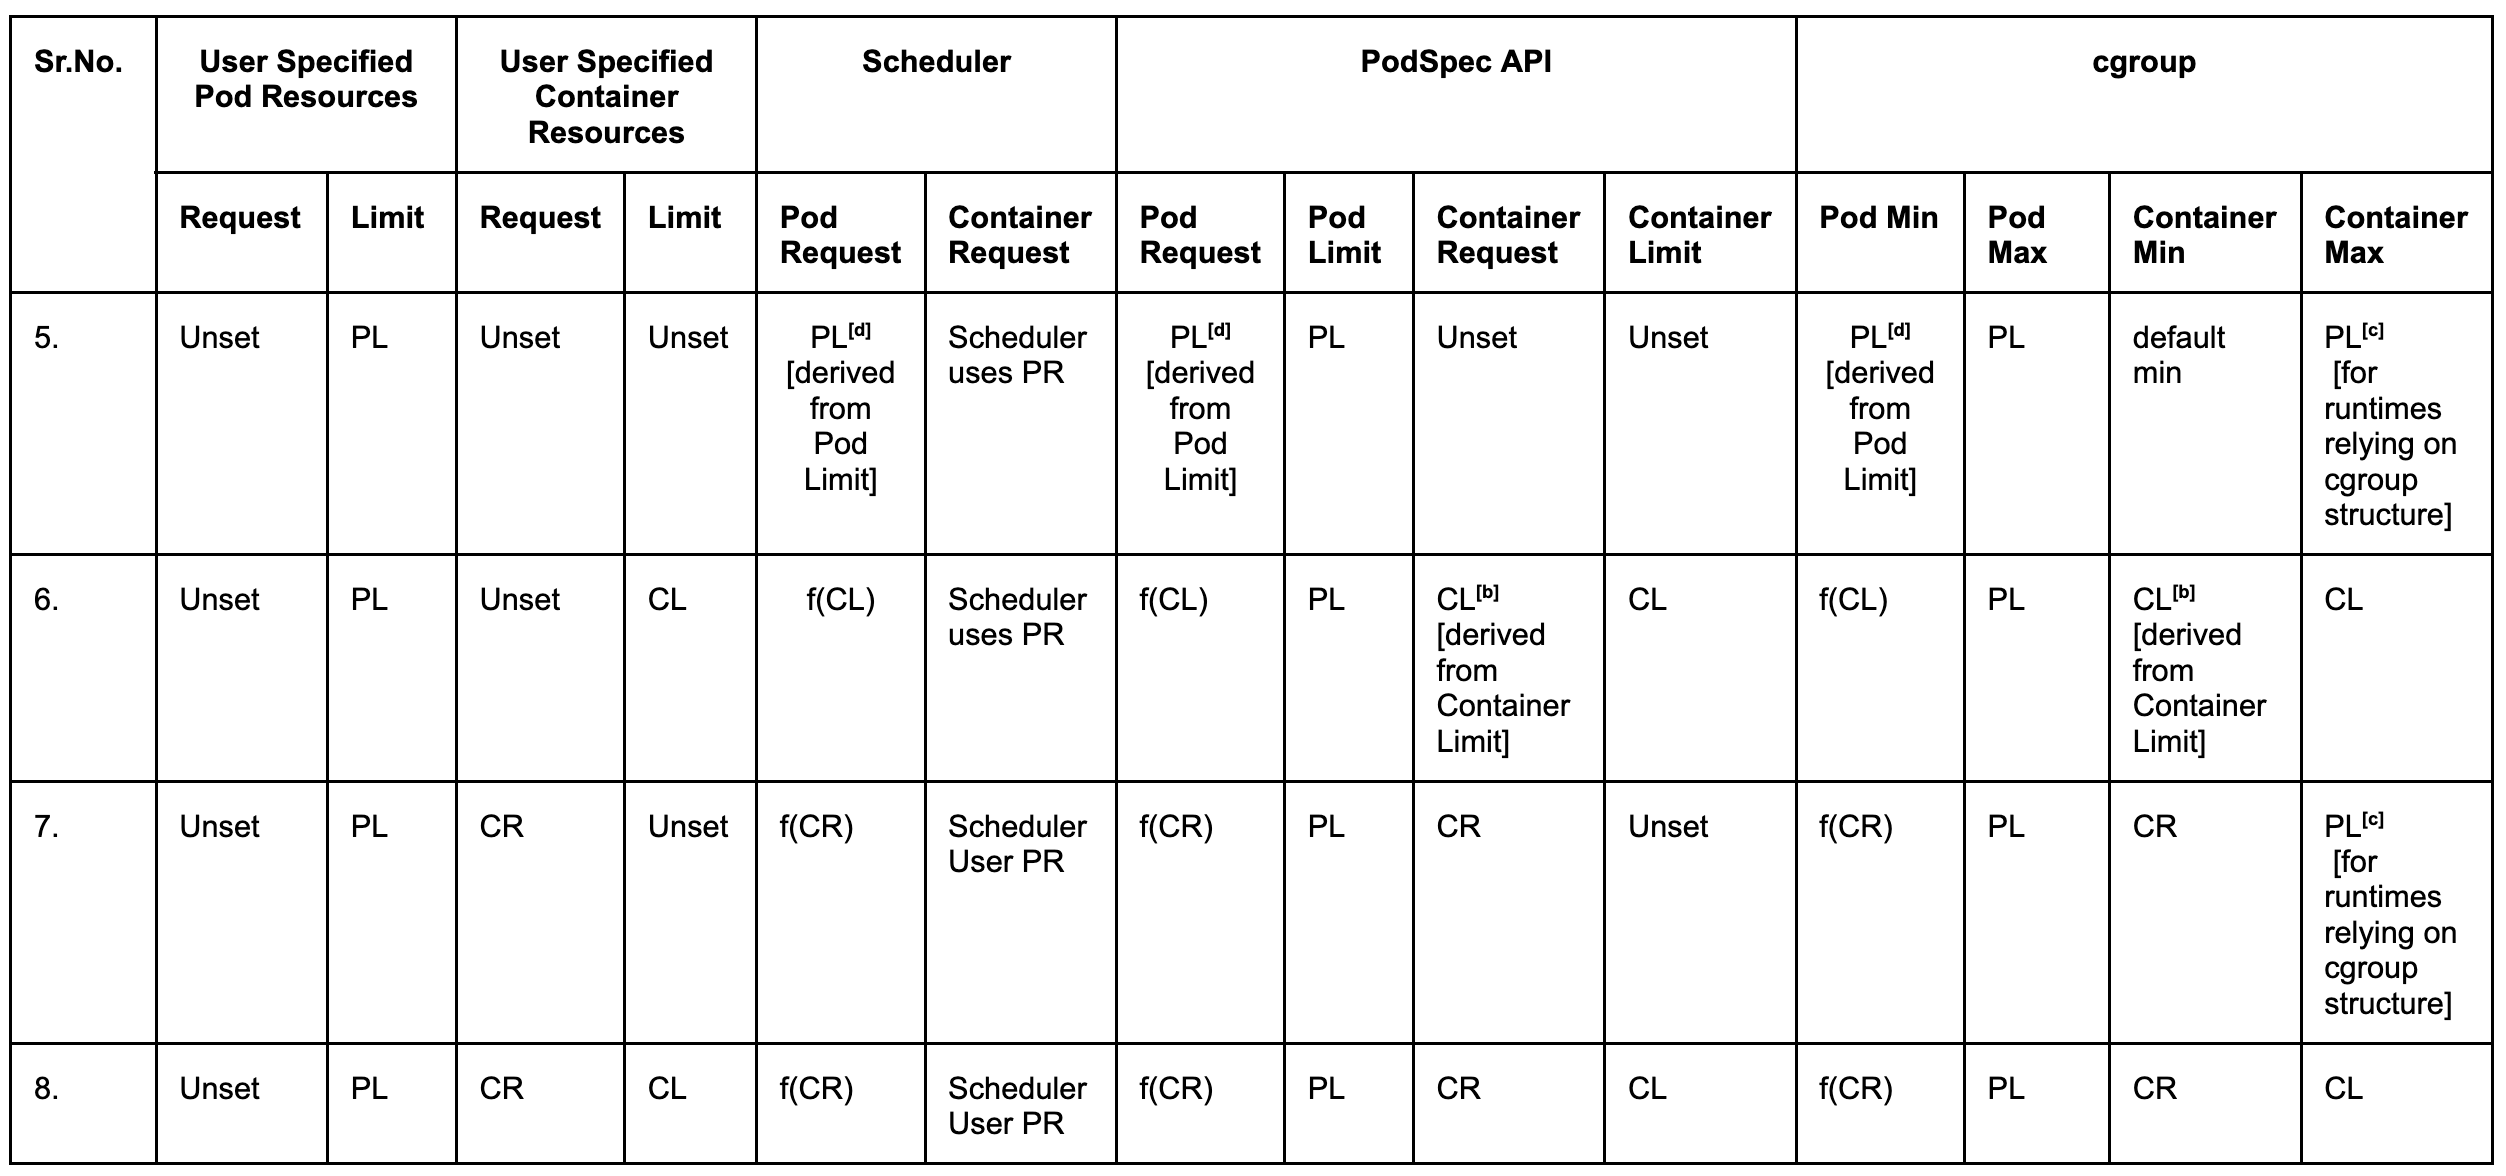 Sr.No.
User Specified
Pod Resources
User Specified
Container
Resources
Scheduler
PodSpec API
cgroup
Request
Limit
Request
Limit
Pod
Request
Container
Request
Pod
Request
Pod
Limit
Container
Request
Container
Limit
Pod Min
Pod
Max
Container
Min
Container
Max
5.
Unset
PL
Unset
Unset
PL[d]
[derived
from
Pod
Limit]
Scheduler
uses PR
PL[d]
[derived
from
Pod
Limit]
PL
Unset
Unset
PL[d]
[derived
from
Pod
Limit]
PL
default
min
PL[c]
[for
runtimes
relying on
cgroup
structure]
6.
Unset
PL
Unset
CL
f(CL)
Scheduler
uses PR
f(CL)
PL
CL[b]
[derived
from
Container
Limit]
CL
f(CL)
PL
CL[b]
[derived
from
Container
Limit]
CL
7.
Unset
PL
CR
Unset
f(CR)
Scheduler
User PR
f(CR)
PL
CR
Unset
f(CR)
PL
CR
PL[c]
[for
runtimes
relying on
cgroup
structure]
8.
Unset
PL
CR
CL
f(CR)
Scheduler
User PR
f(CR)
PL
CR
CL
f(CR)
PL
CR
CL